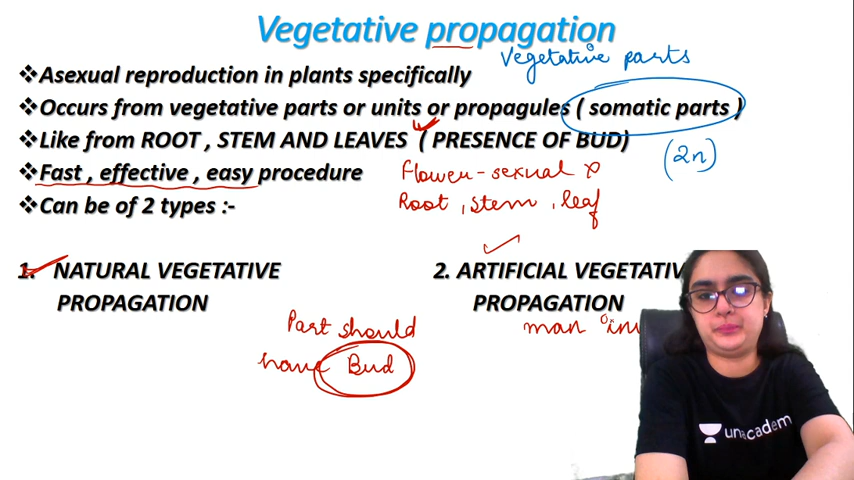 Vegetative propagation
Vegetative parts
❖Asexual reproduction in plants specifically
❖Occurs from vegetative parts or units or propagules ( somatic parts )
❖Like from ROOT , STEM AND LEAVES ( PRESENCE OF BUD)
(2n)
❖Fast , effective , easy procedure
Flower - sexual
❖Can be of 2 types :-
Root , stem , leaf
1. NATURAL VEGETATIVE
PROPAGATION
2. ARTIFICIAL VEGETATIV
PROPAGATION
Part should
have Bud
man
unacademy